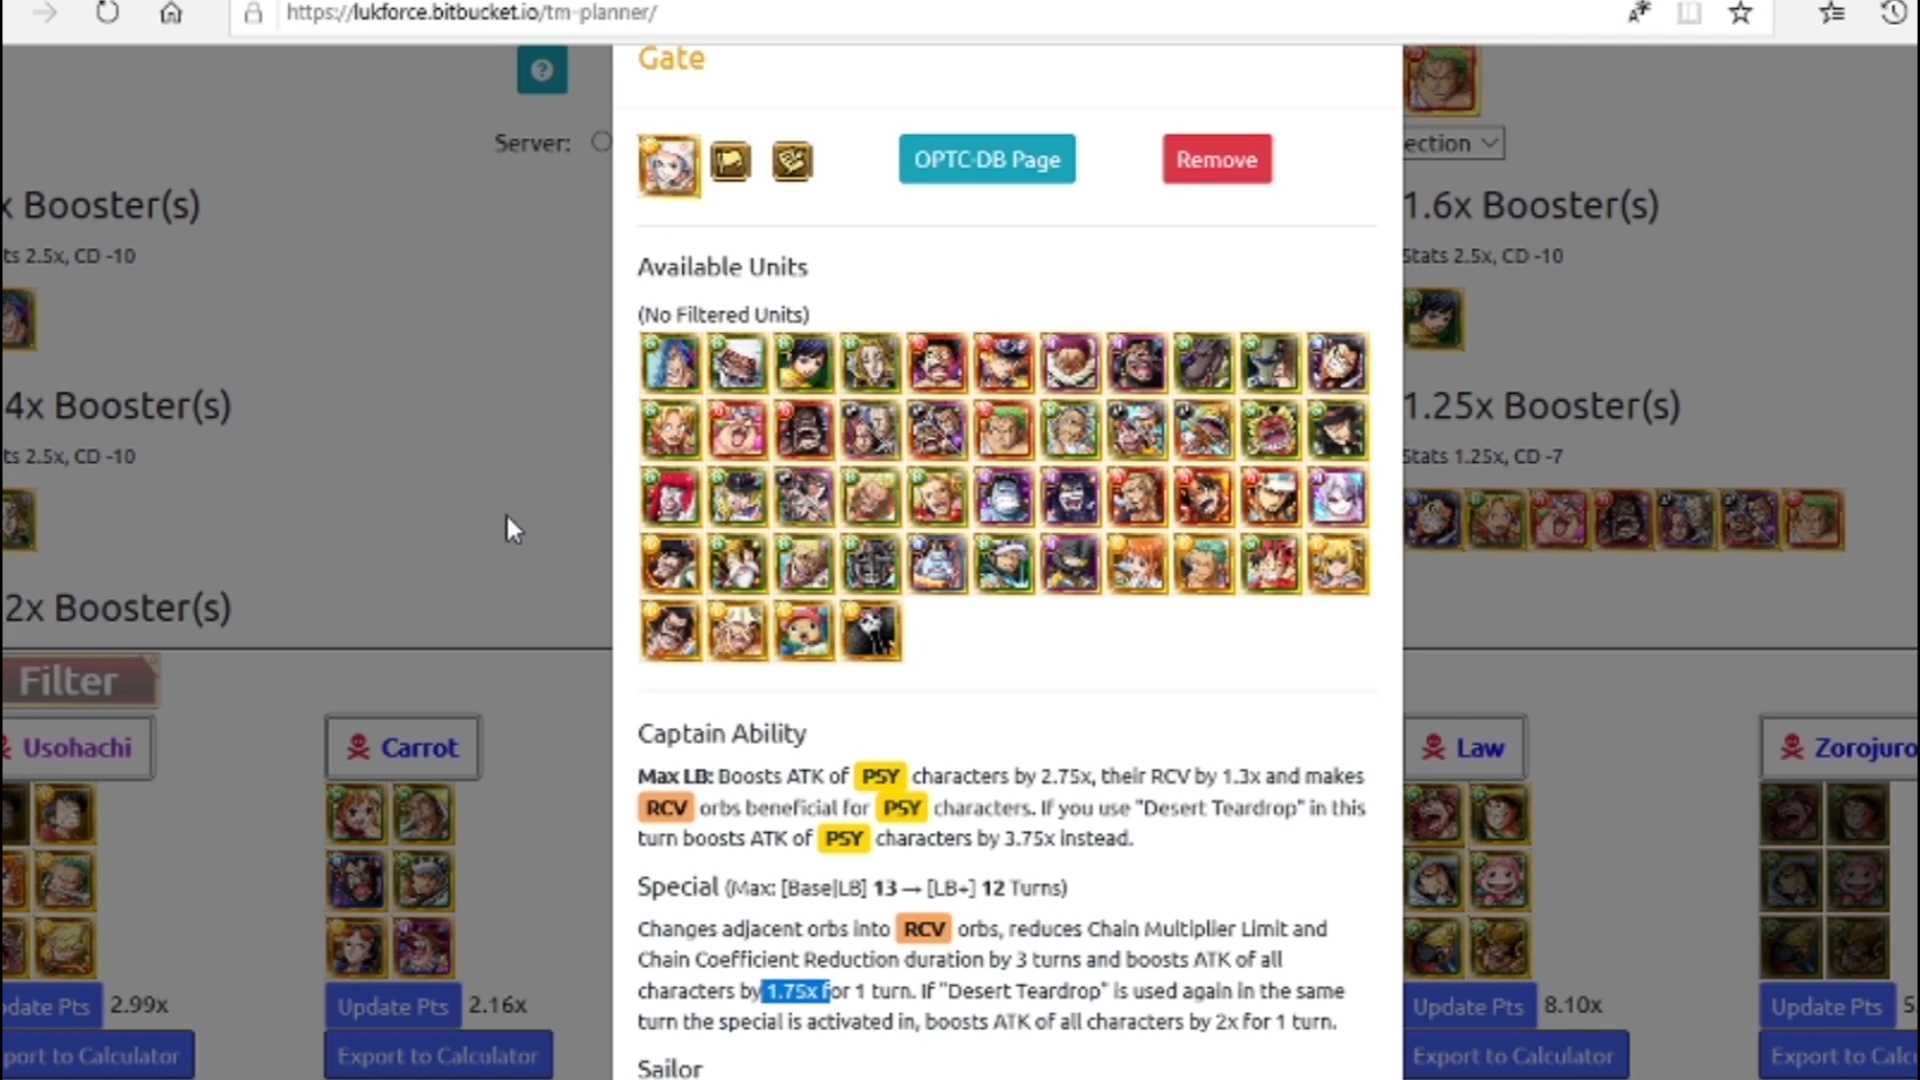 https://lukforce.bitbucket.io/tm-planner/
Gate
?
Server:
ection
OPTC-DB Page
Remove
x Booster(s)
ts 2.5x, CD -10
1.6x Booster(s)
Stats 2.5x, CD -10
Available Units
(No Filtered Units)
4x Booster(s)
ts 2.5x, CD -10
1.25x Booster(s)
Stats 1.25x, CD -7
2x Booster(s)
Filter
Usohachi
Carrot
Law
Zorojuro
Captain Ability
Max LB: Boosts ATK of PSY characters by 2.75x, their RCV by 1.3x and makes
RCV orbs beneficial for PSY characters. If you use "Desert Teardrop" in this
turn boosts ATK of PSY characters by 3.75x instead.
Special (Max: [Base|LB] 13 → [LB+] 12 Turns)
Changes adjacent orbs into RCV orbs, reduces Chain Multiplier Limit and
Chain Coefficient Reduction duration by 3 turns and boosts ATK of all
characters by 1.75x for 1 turn. If "Desert Teardrop" is used again in the same
turn the special is activated in, boosts ATK of all characters by 2x for 1 turn.
Sailor
pdate Pts 2.99x
Update Pts 2.16x
Update Pts 8.10x
Update Pts 5.
port to Calculator
Export to Calculator
Export to Calculator
Export to Calcu